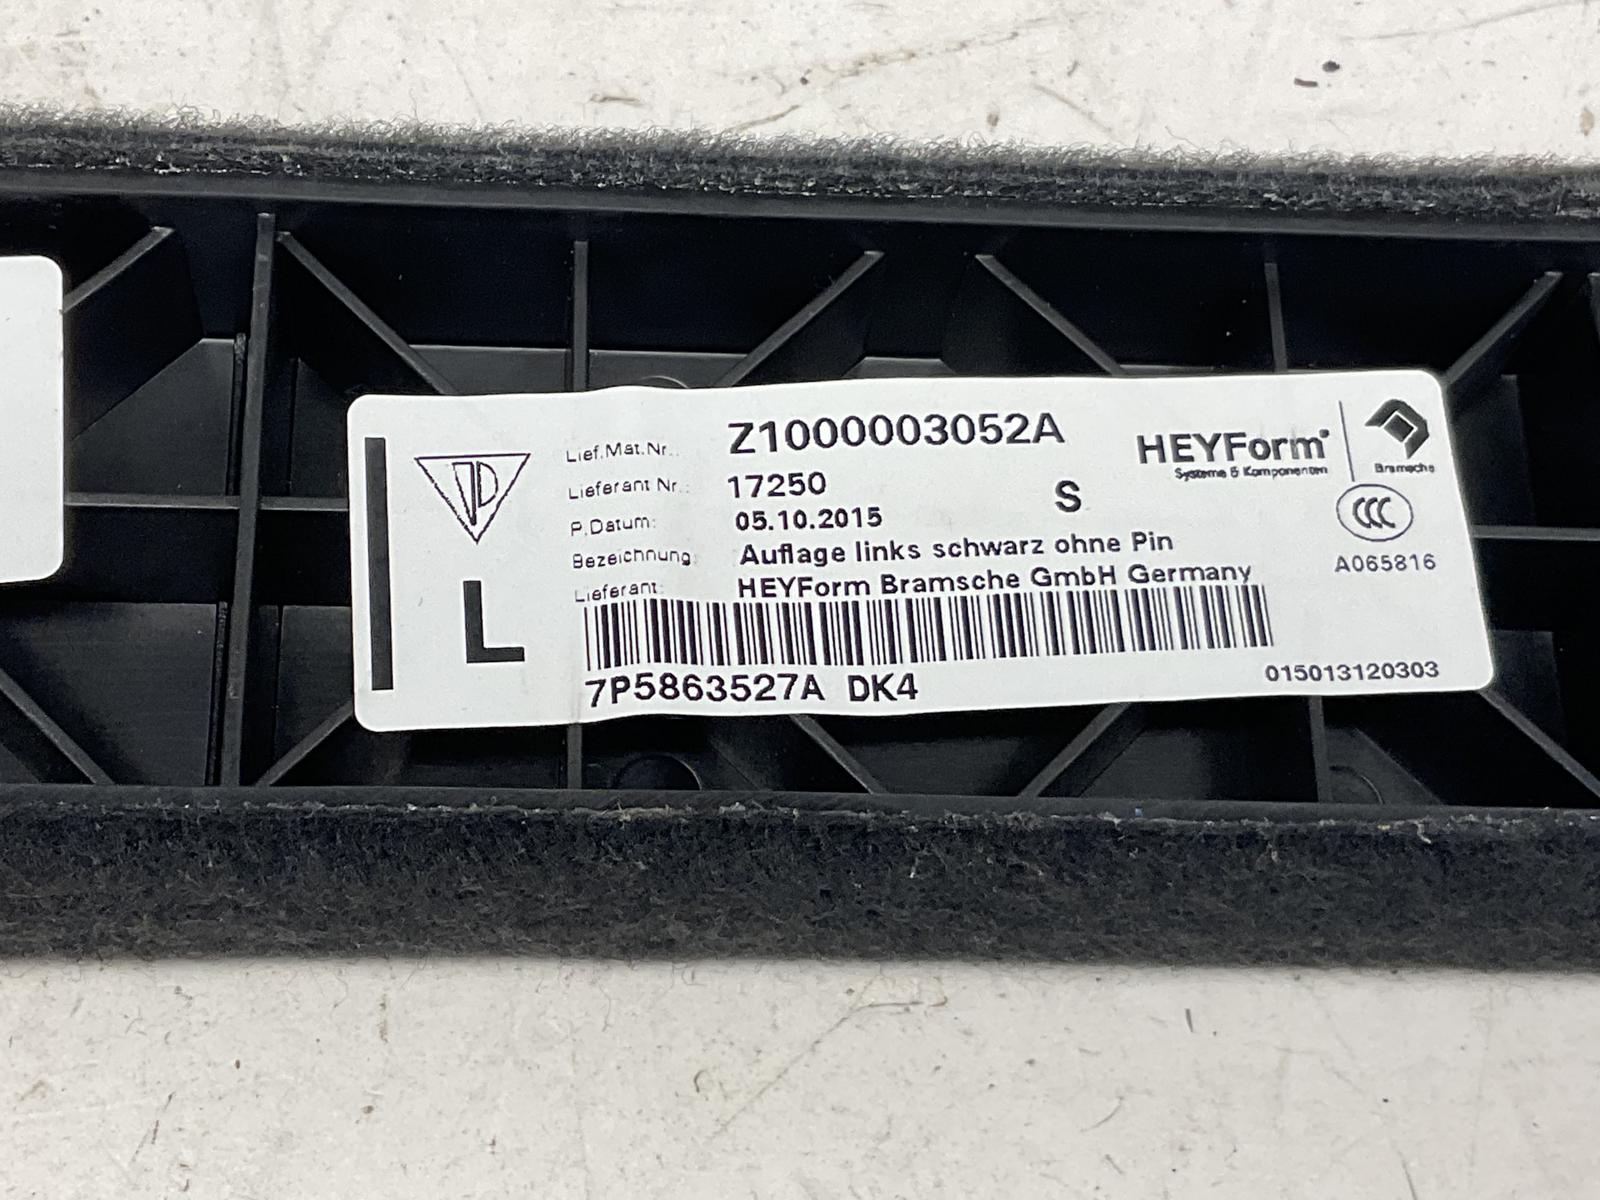 Lief.Mat.Nr.: Z1000003052A
Lieferant Nr.: 17250
S
P.Datum: 05.10.2015
Bezeichnung: Auflage links schwarz ohne Pin
Lieferant: HEYForm Bramsche GmbH Germany
7P5863527A DK4
L
HEYForm
Systeme & Komponenten
Bramsche
CCC
A065816
015013120303